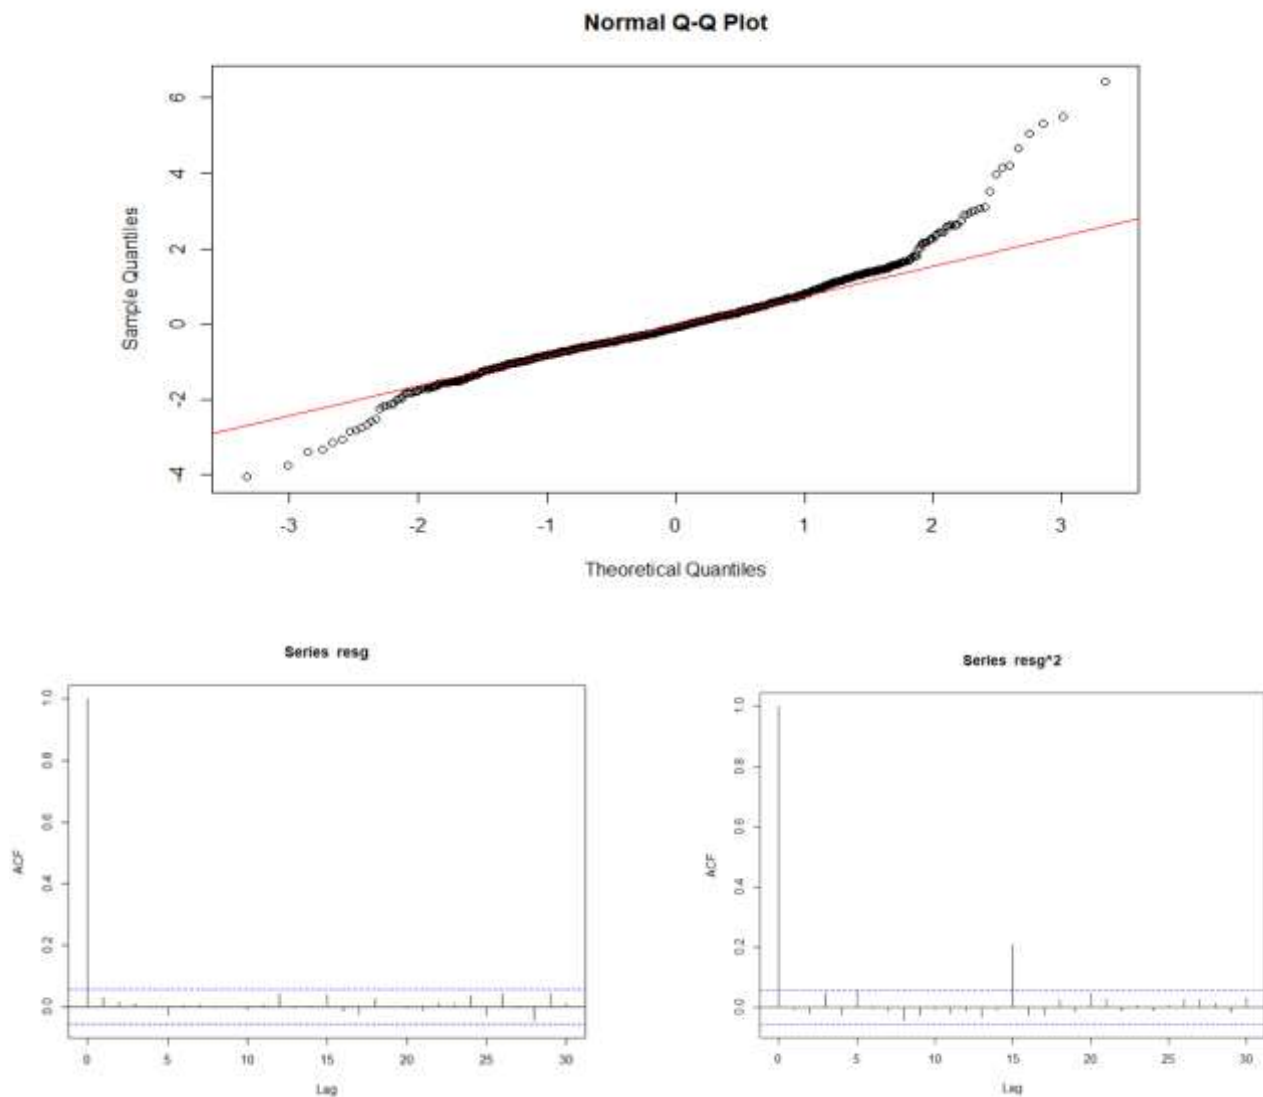 Normal Q-Q Plot
Sample Quantiles
6
4
2
0
-2
-4
-3 -2 -1 0 1 2 3
Theoretical Quantiles
Series resg
ACF
1.0
0.8
0.6
0.4
0.2
0.0
0 5 10 15 20 25 30
Lag
Series resg^2
ACF
1.0
0.8
0.6
0.4
0.2
0.0
0 5 10 15 20 25 30
Lag